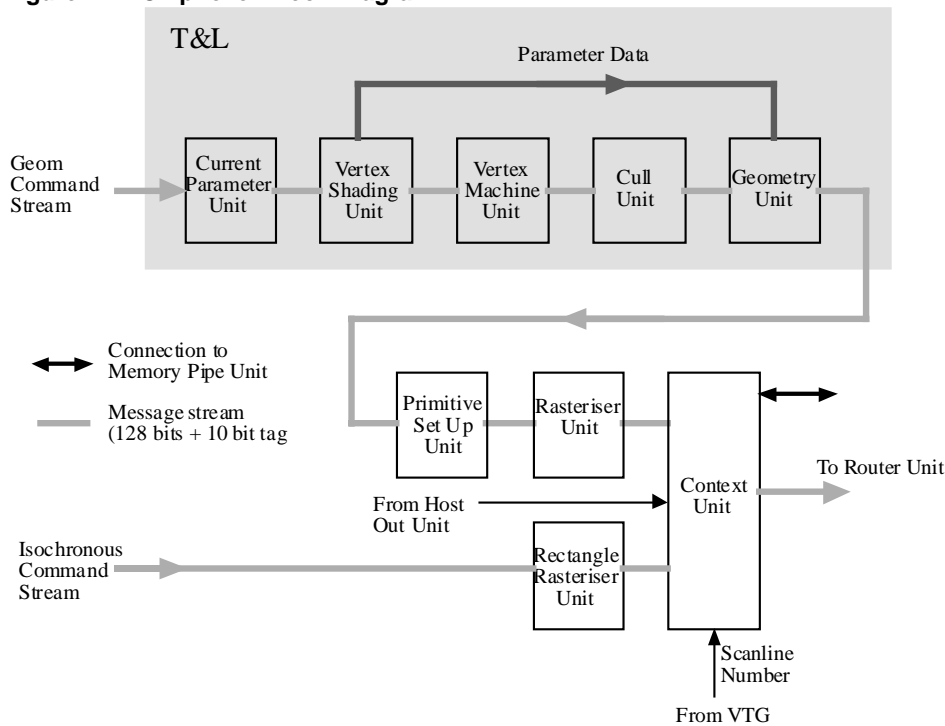 T&L
Parameter Data
Geom
Command
Stream
Current
Parameter
Unit
Vertex
Shading
Unit
Vertex
Machine
Unit
Cull
Unit
Geometry
Unit
Connection to
Memory Pipe Unit
Message stream
(128 bits + 10 bit tag
Primitive
Set Up
Unit
Rasteriser
Unit
Context
Unit
To Router Unit
From Host
Out Unit
Isochronous
Command
Stream
Rectangle
Rasteriser
Unit
Scanline
Number
From VTG